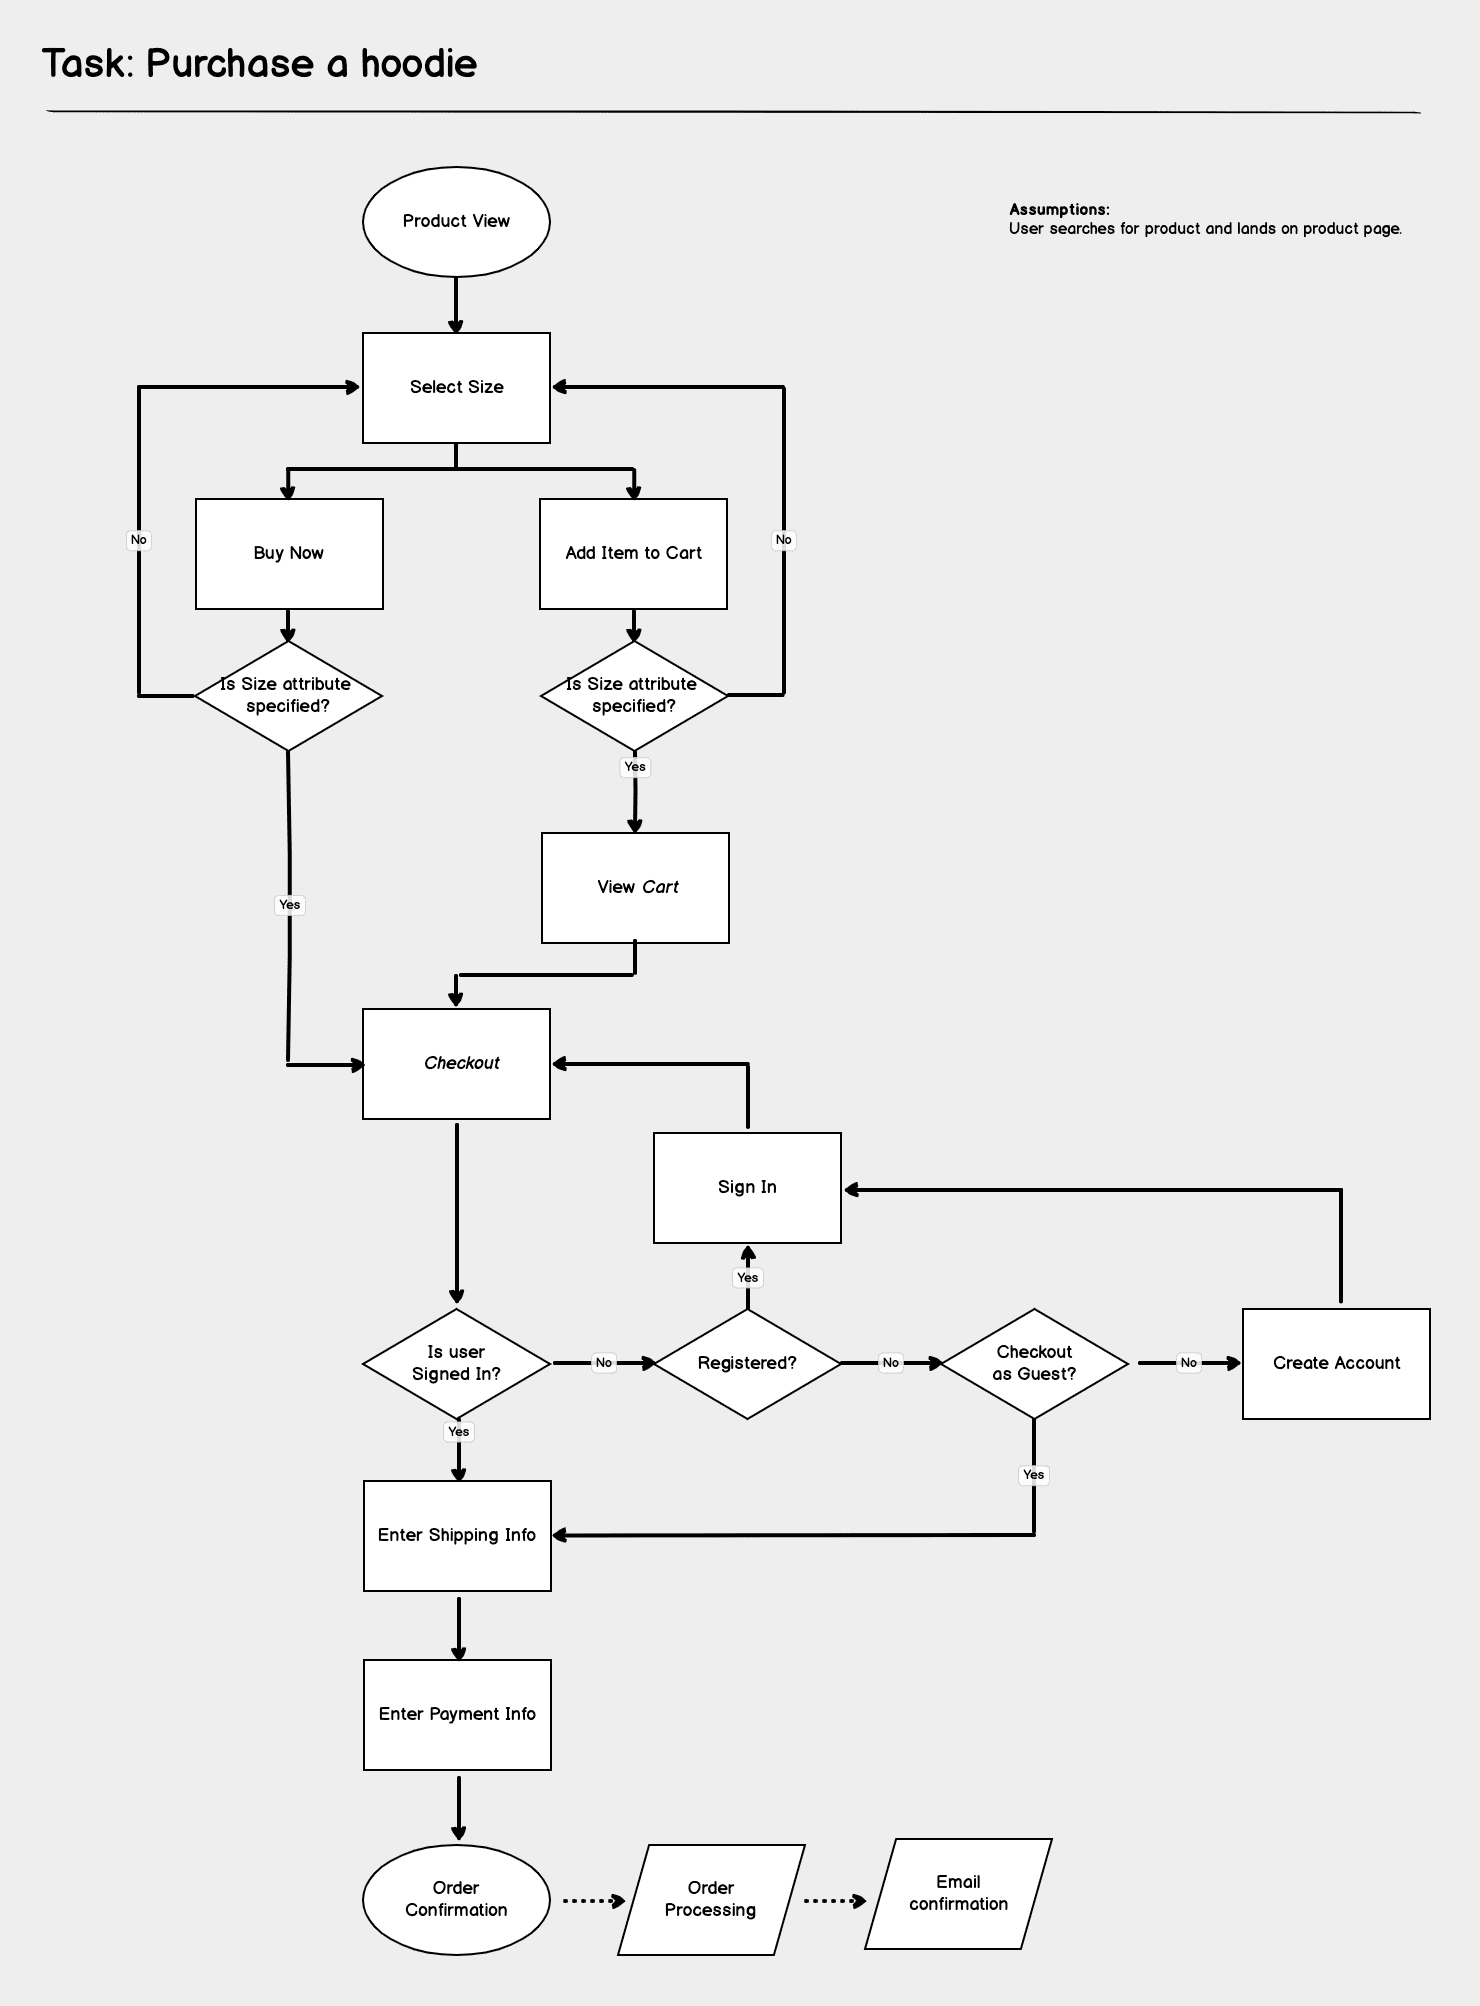 Task: Purchase a hoodie
Product View
Assumptions:
User searches for product and lands on product page.
Select Size
No
No
Buy Now
Add Item to Cart
Is Size attribute
specified?
Is Size attribute
specified?
Yes
View Cart
Yes
Checkout
Sign In
Yes
Is user
Signed In?
No
Registered?
No
Checkout
as Guest?
No
Create Account
Yes
Yes
Enter Shipping Info
Enter Payment Info
Order
Confirmation
Order
Processing
Email
confirmation